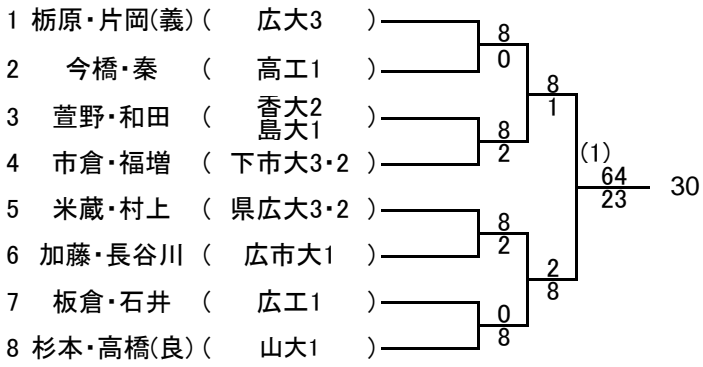 1 栃原・片岡(義) ( 広大3 )
8
0
2 今橋・秦 ( 高工1 )
8
1
3 萱野・和田 ( 香大2
島大1 )
8
2
4 市倉・福増 ( 下市大3・2 )
(1)
64
23
30
5 米蔵・村上 ( 県広大3・2 )
8
2
6 加藤・長谷川 ( 広市大1 )
2
8
7 板倉・石井 ( 広工1 )
0
8
8 杉本・高橋(良) ( 山大1 )